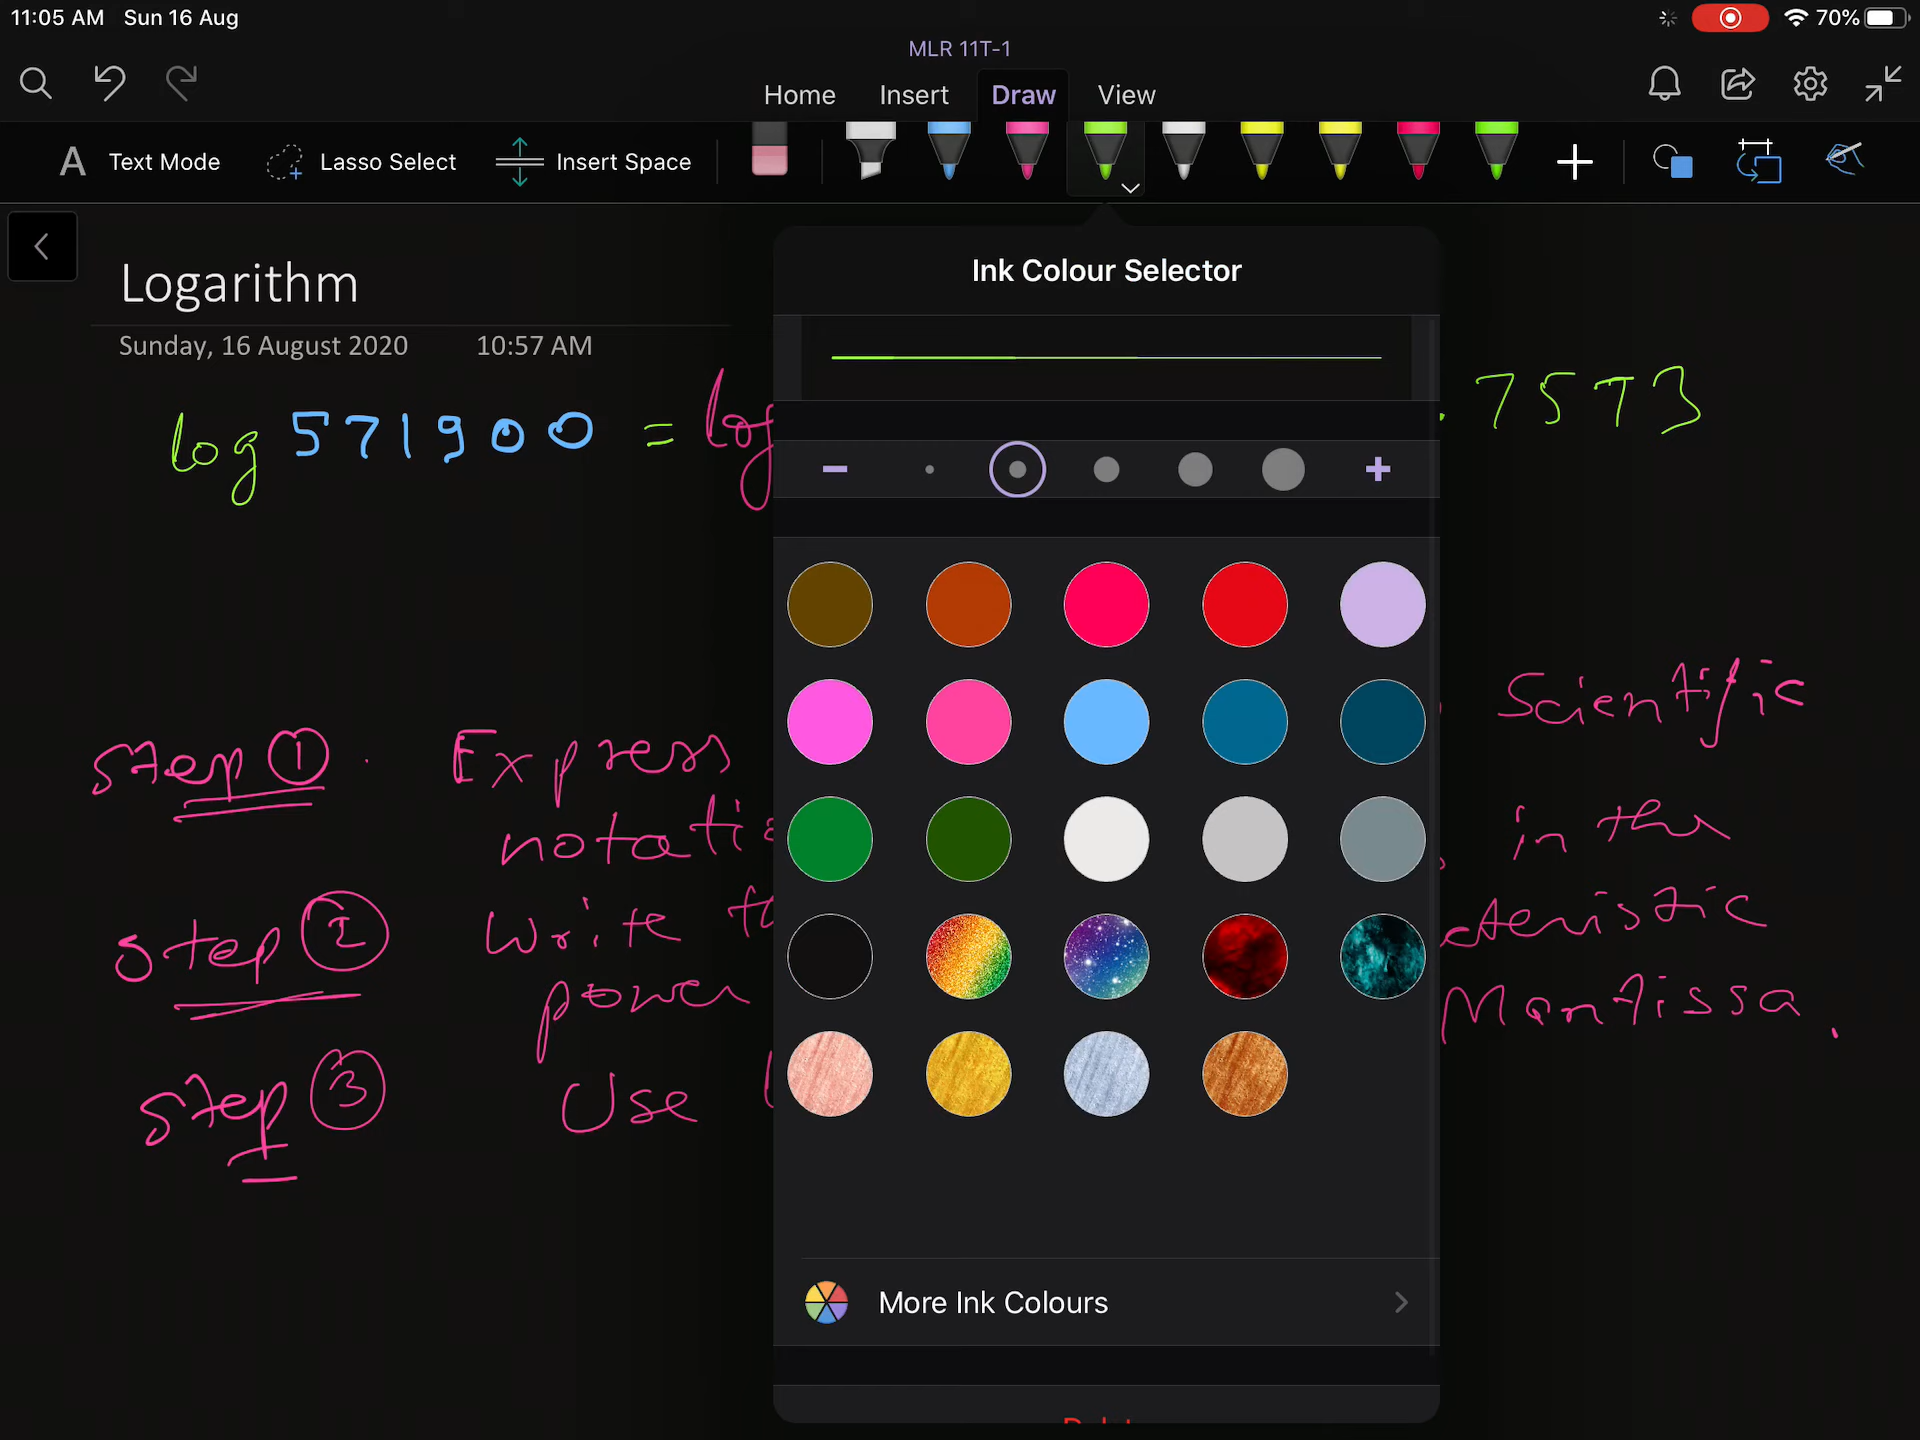 11:05 AM Sun 16 Aug 70%
MLR 11T-1
Home Insert Draw View
A Text Mode Lasso Select Insert Space
Ink Colour Selector
Logarithm
Sunday, 16 August 2020 10:57 AM
log 571900 = log . 7573
Step ① . Express Scientific
notatio in the
Step ② Write
power Mantissa .
Step ③ Use
More Ink Colours